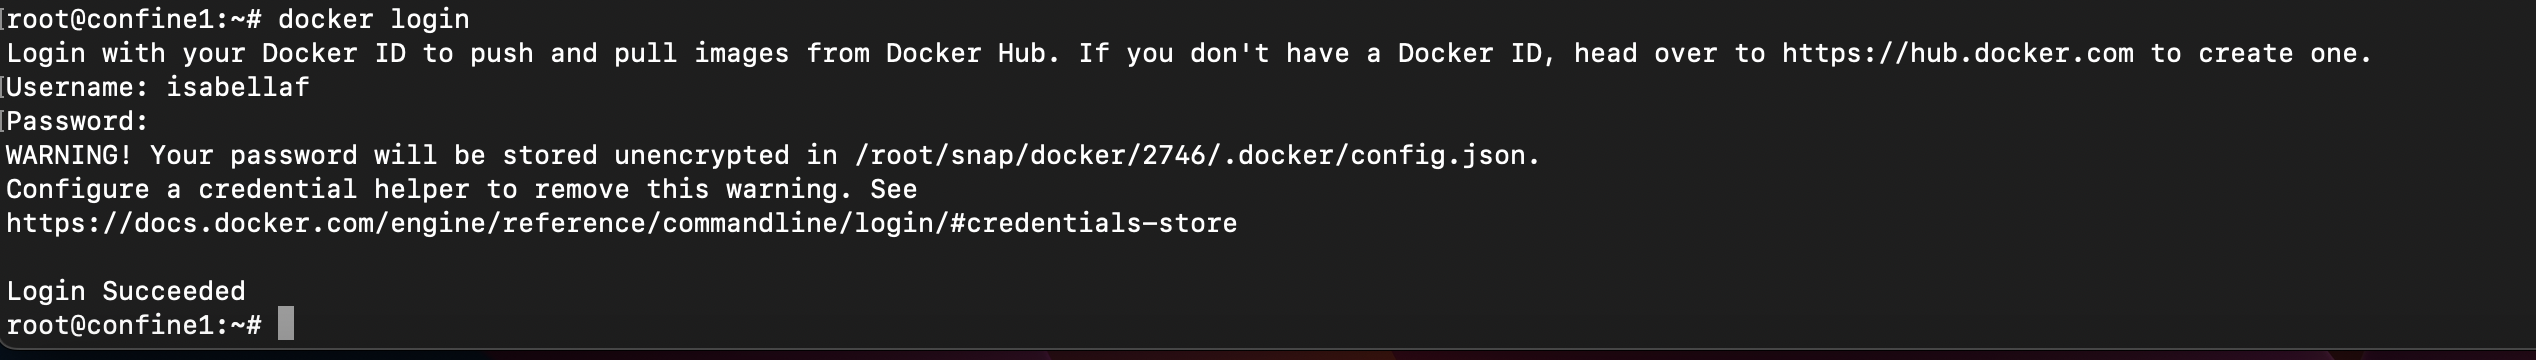 root@confine1:~# docker login
Login with your Docker ID to push and pull images from Docker Hub. If you don't have a Docker ID, head over to https://hub.docker.com to create one.
Username: isabellaf
Password:
WARNING! Your password will be stored unencrypted in /root/snap/docker/2746/.docker/config.json.
Configure a credential helper to remove this warning. See
https://docs.docker.com/engine/reference/commandline/login/#credentials-store
Login Succeeded
root@confine1:~#